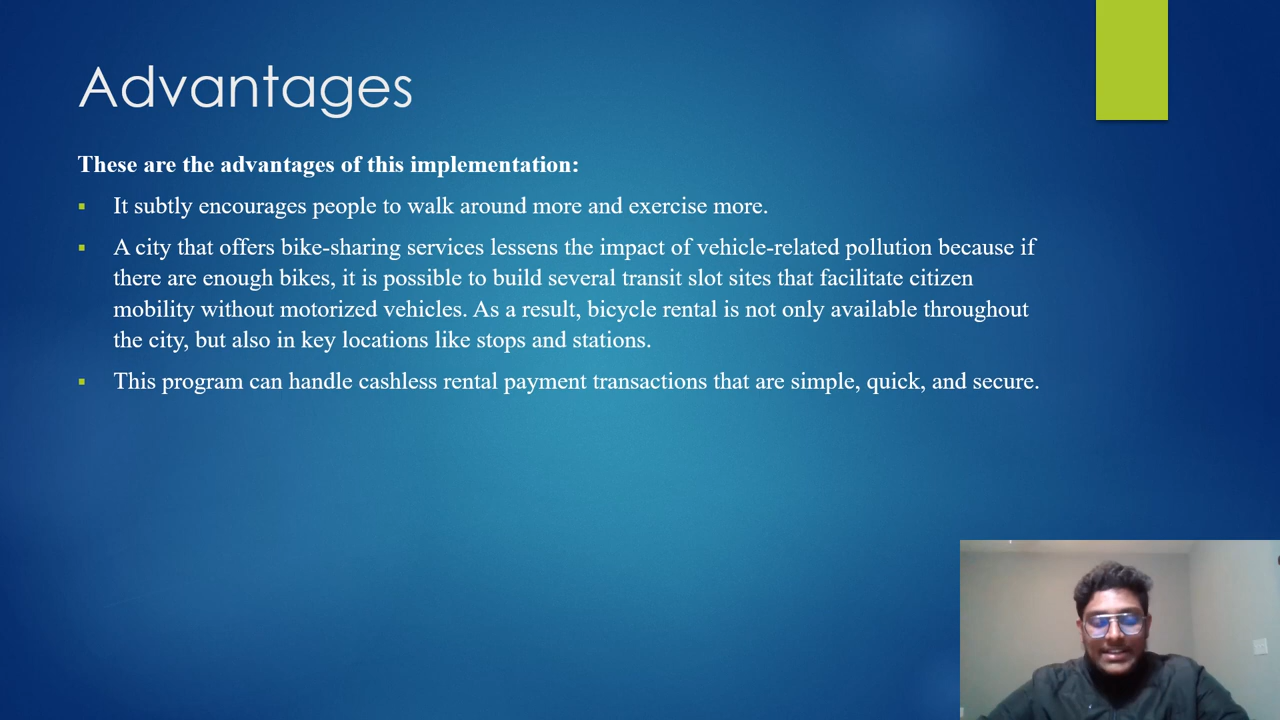 Advantages
These are the advantages of this implementation:
It subtly encourages people to walk around more and exercise more.
A city that offers bike-sharing services lessens the impact of vehicle-related pollution because if
there are enough bikes, it is possible to build several transit slot sites that facilitate citizen
mobility without motorized vehicles. As a result, bicycle rental is not only available throughout
the city, but also in key locations like stops and stations.
This program can handle cashless rental payment transactions that are simple, quick, and secure.